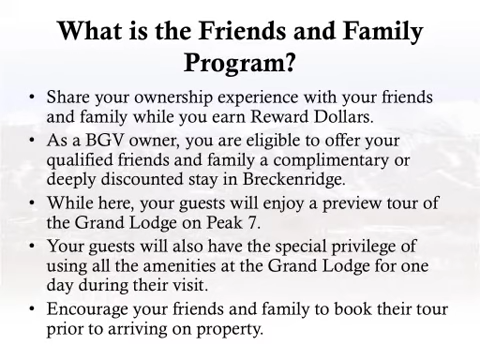 What is the Friends and Family
Program?
• Share your ownership experience with your friends
and family while you earn Reward Dollars.
• As a BGV owner, you are eligible to offer your
qualified friends and family a complimentary or
deeply discounted stay in Breckenridge.
• While here, your guests will enjoy a preview tour of
the Grand Lodge on Peak 7.
• Your guests will also have the special privilege of
using all the amenities at the Grand Lodge for one
day during their visit.
• Encourage your friends and family to book their tour
prior to arriving on property.